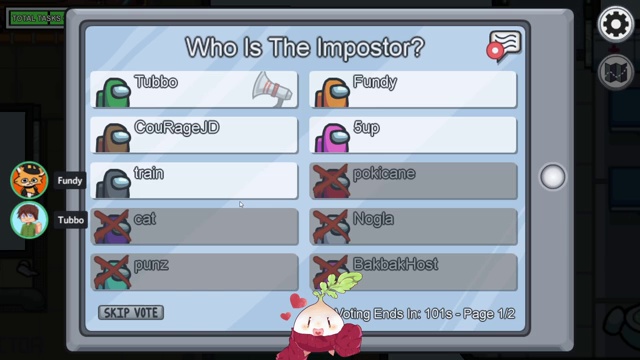 TOTAL TASKS
Who Is The Impostor?
Tubbo
Fundy
CouRageJD
5up
train
pokicane
cat
Nogla
punz
BakbakHost
Fundy
Tubbo
SKIP VOTE
Voting Ends In: 101s - Page 1/2